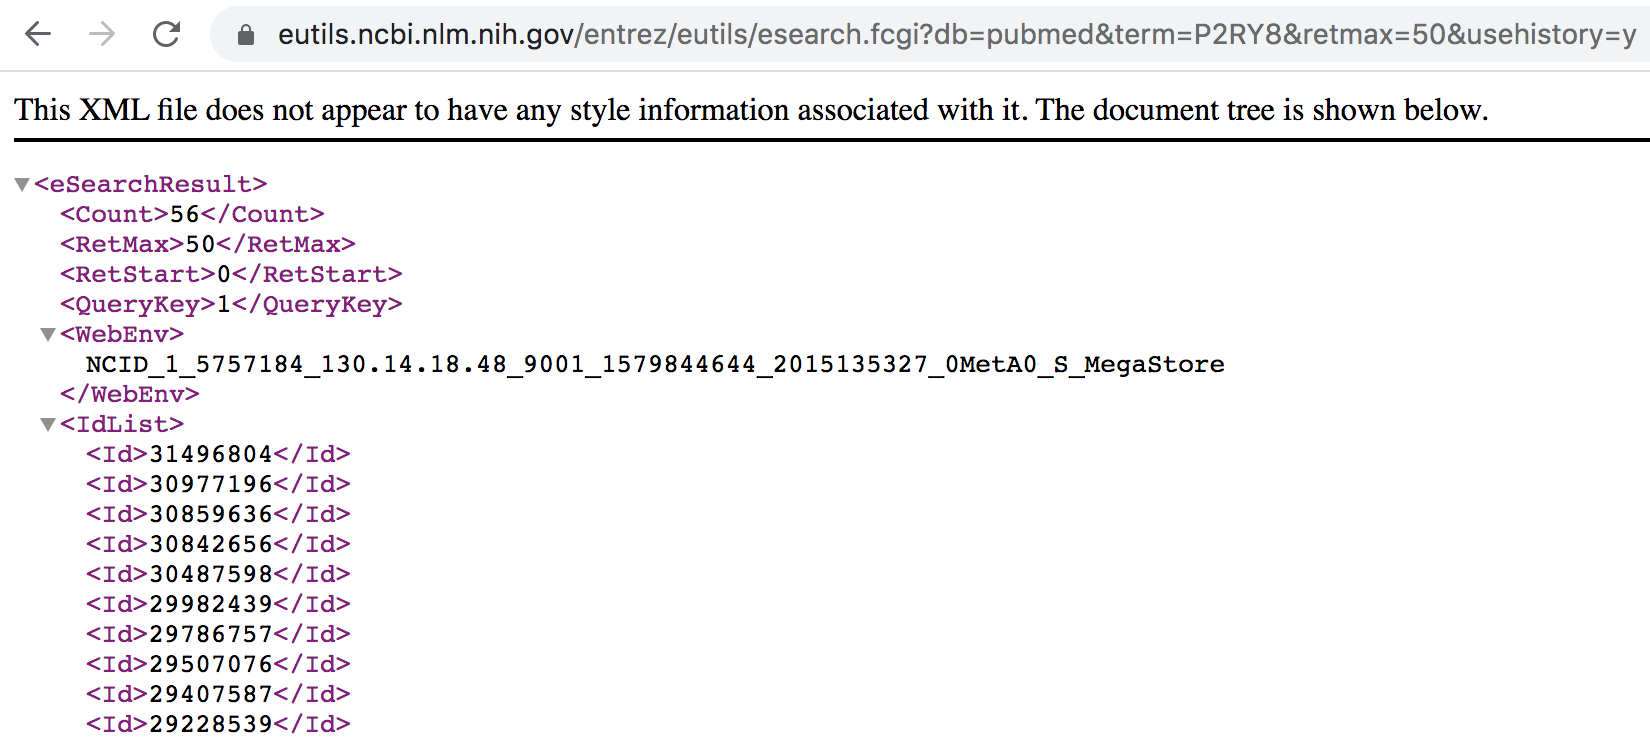 eutils.ncbi.nlm.nih.gov/entrez/eutils/esearch.fcgi?db=pubmed&term=P2RY8&retmax=50&usehistory=y
This XML file does not appear to have any style information associated with it. The document tree is shown below.
<eSearchResult>
<Count>56</Count>
<RetMax>50</RetMax>
<RetStart>0</RetStart>
<QueryKey>1</QueryKey>
<WebEnv>
NCID_1_5757184_130.14.18.48_9001_1579844644_2015135327_0MetA0_S_MegaStore
</WebEnv>
<IdList>
<Id>31496804</Id>
<Id>30977196</Id>
<Id>30859636</Id>
<Id>30842656</Id>
<Id>30487598</Id>
<Id>29982439</Id>
<Id>29786757</Id>
<Id>29507076</Id>
<Id>29407587</Id>
<Id>29228539</Id>